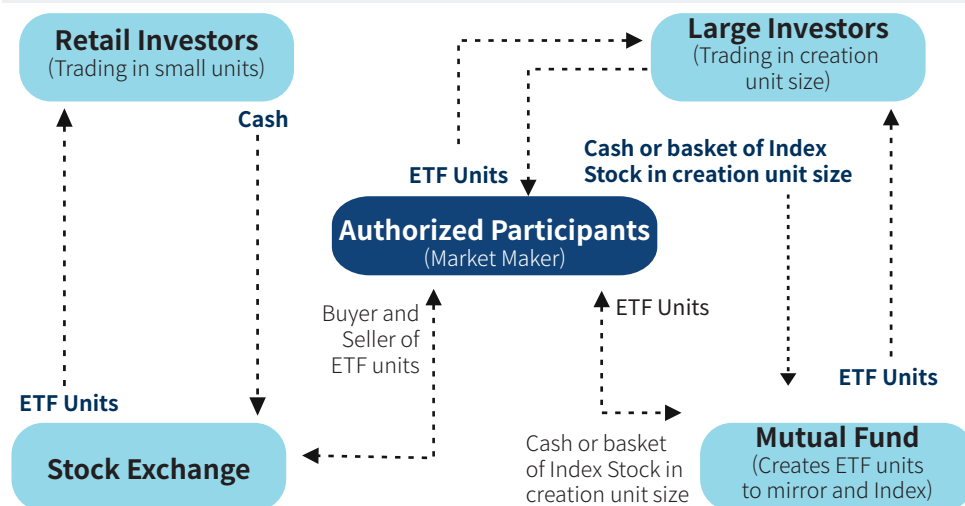 Retail Investors
(Trading in small units)
Large Investors
(Trading in creation
unit size)
Cash
ETF Units
Cash or basket of Index
Stock in creation unit size
Authorized Participants
(Market Maker)
Buyer and
Seller of
ETF units
ETF Units
ETF Units
ETF Units
Stock Exchange
Cash or basket
of Index Stock in
creation unit size
Mutual Fund
(Creates ETF units
to mirror and Index)